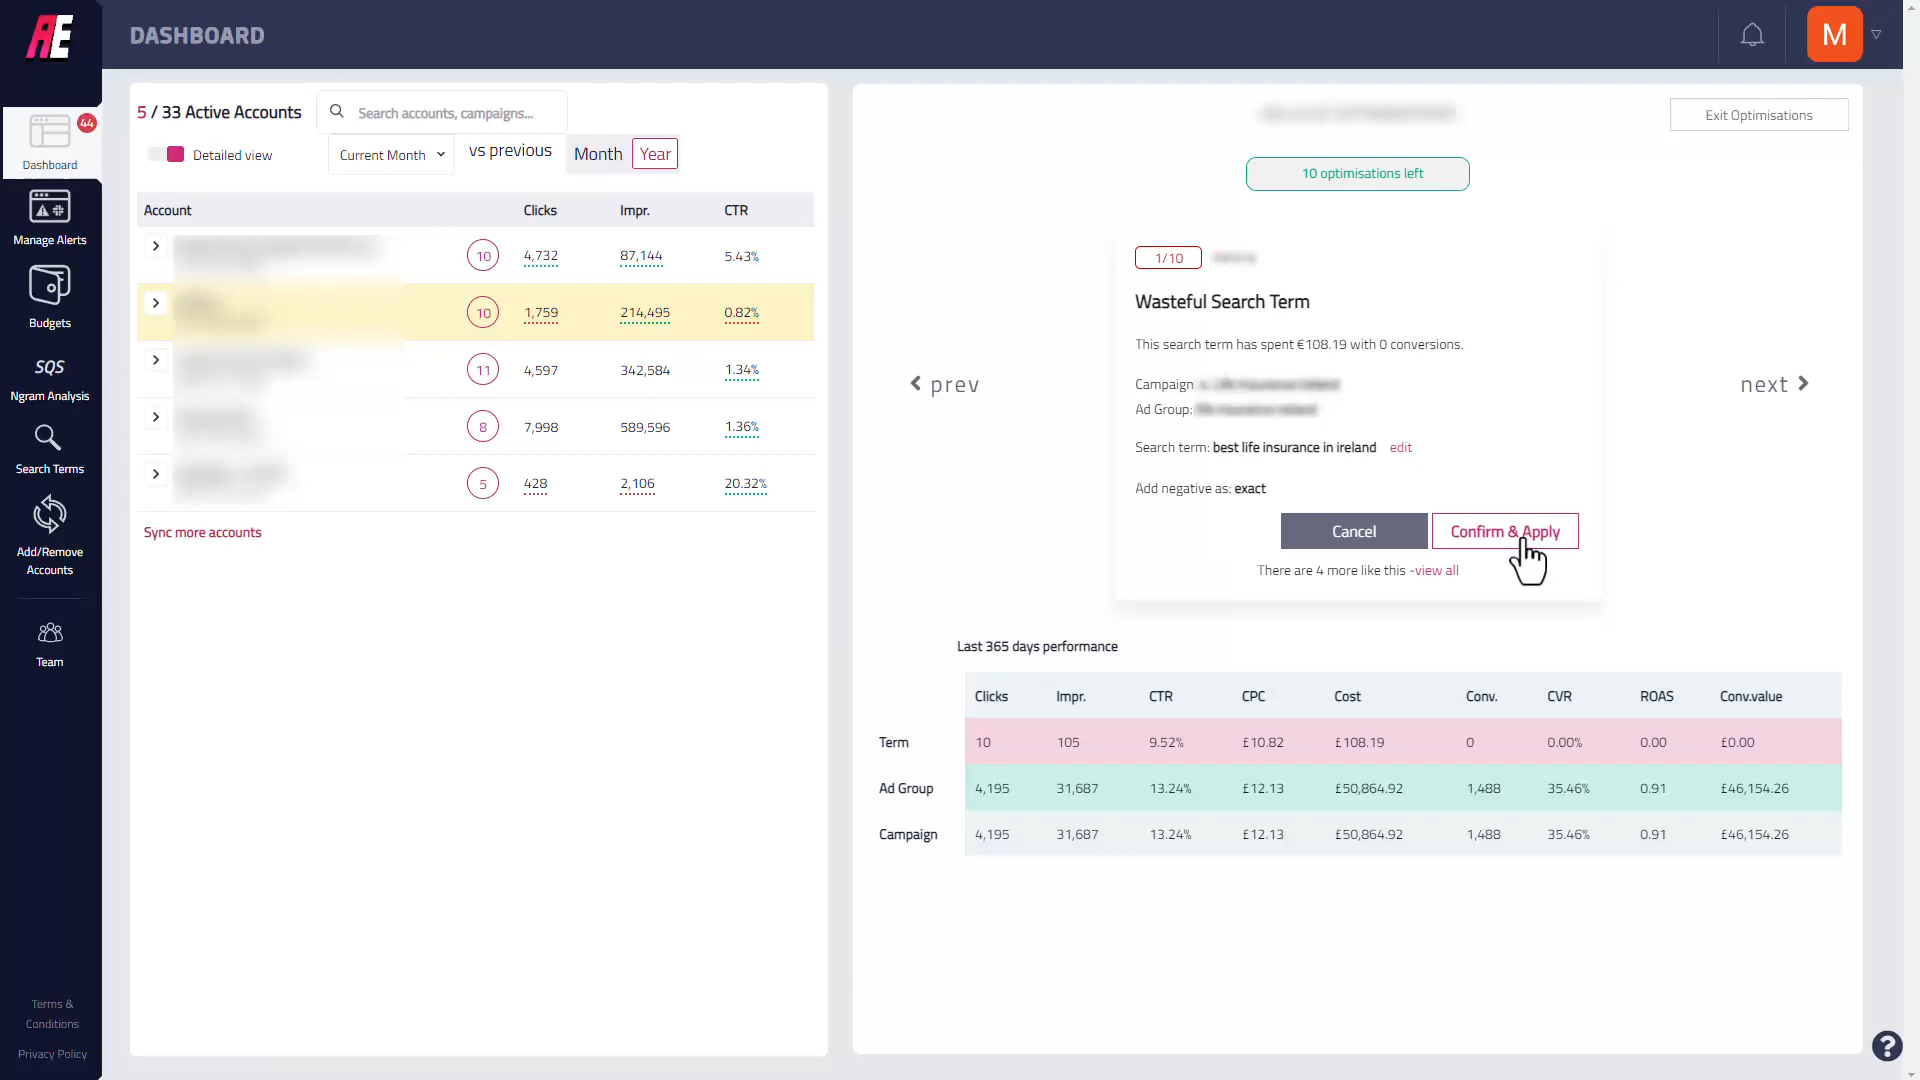 AE
DASHBOARD
M
44
Dashboard
Manage Alerts
Budgets
SQS
Ngram Analysis
Search Terms
Add/Remove
Accounts
Team
Terms &
Conditions
Privacy Policy
5 / 33 Active Accounts
Search accounts, campaigns...
Detailed view
Current Month
vs previous
Month
Year
Account Clicks Impr. CTR
10 4,732 87,144 5.43%
10 1,759 214,495 0.82%
11 4,597 342,584 1.34%
8 7,998 589,596 1.36%
5 428 2,106 20.32%
Sync more accounts
Exit Optimisations
10 optimisations left
1/10
Wasteful Search Term
This search term has spent €108.19 with 0 conversions.
Campaign
Ad Group:
Search term: best life insurance in ireland edit
Add negative as: exact
Cancel
Confirm & Apply
There are 4 more like this -view all
prev
next
Last 365 days performance
Clicks Impr. CTR CPC Cost Conv. CVR ROAS Conv.value
Term 10 105 9.52% £10.82 £108.19 0 0.00% 0.00 £0.00
Ad Group 4,195 31,687 13.24% £12.13 £50,864.92 1,488 35.46% 0.91 £46,154.26
Campaign 4,195 31,687 13.24% £12.13 £50,864.92 1,488 35.46% 0.91 £46,154.26
?